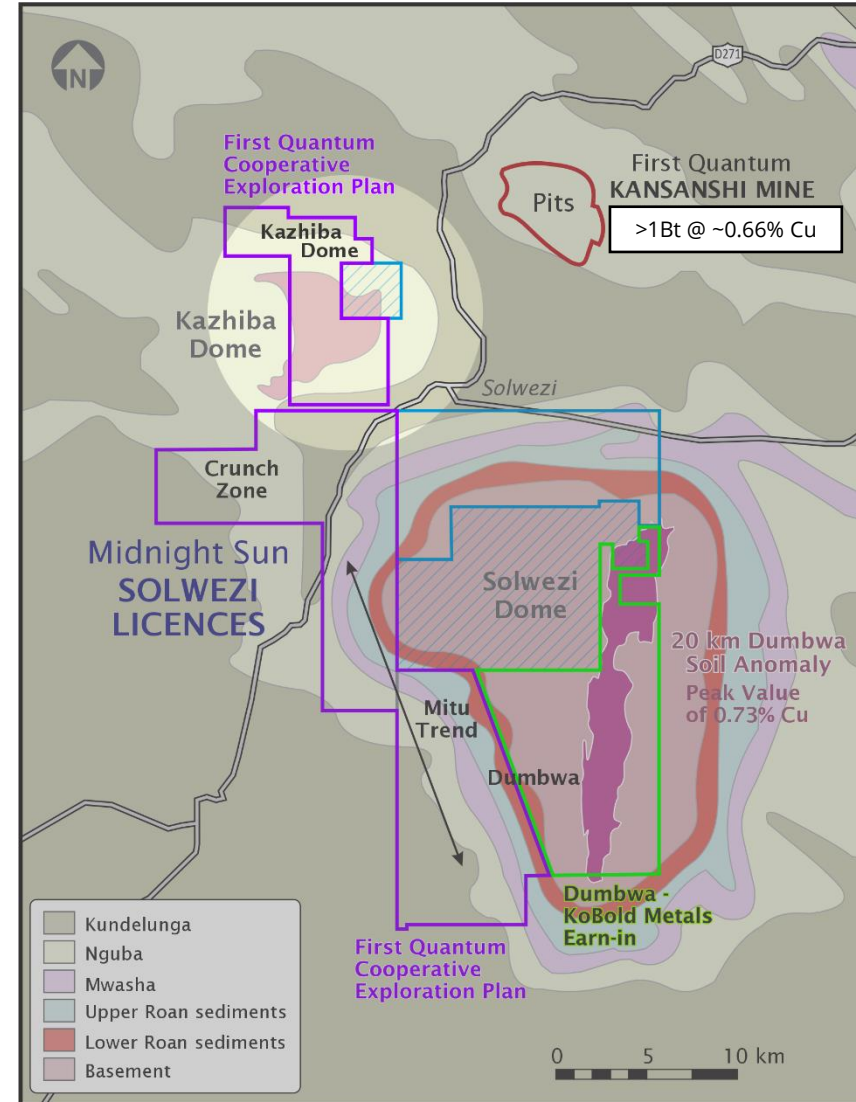 N
D271
First Quantum
Cooperative
Exploration Plan
First Quantum
KANSANSHI MINE
>1Bt @ ~0.66% Cu
Pits
Kazhiba
Dome
Kazhiba
Dome
Solwezi
Crunch
Zone
Midnight Sun
SOLWEZI
LICENCES
Solwezi
Dome
20 km Dumbwa
Soil Anomaly
Peak Value
of 0.73% Cu
Mitu
Trend
Dumbwa
Dumbwa -
KoBold Metals
Earn-in
First Quantum
Cooperative
Exploration Plan
Kundelunga
Nguba
Mwasha
Upper Roan sediments
Lower Roan sediments
Basement
0 5 10 km